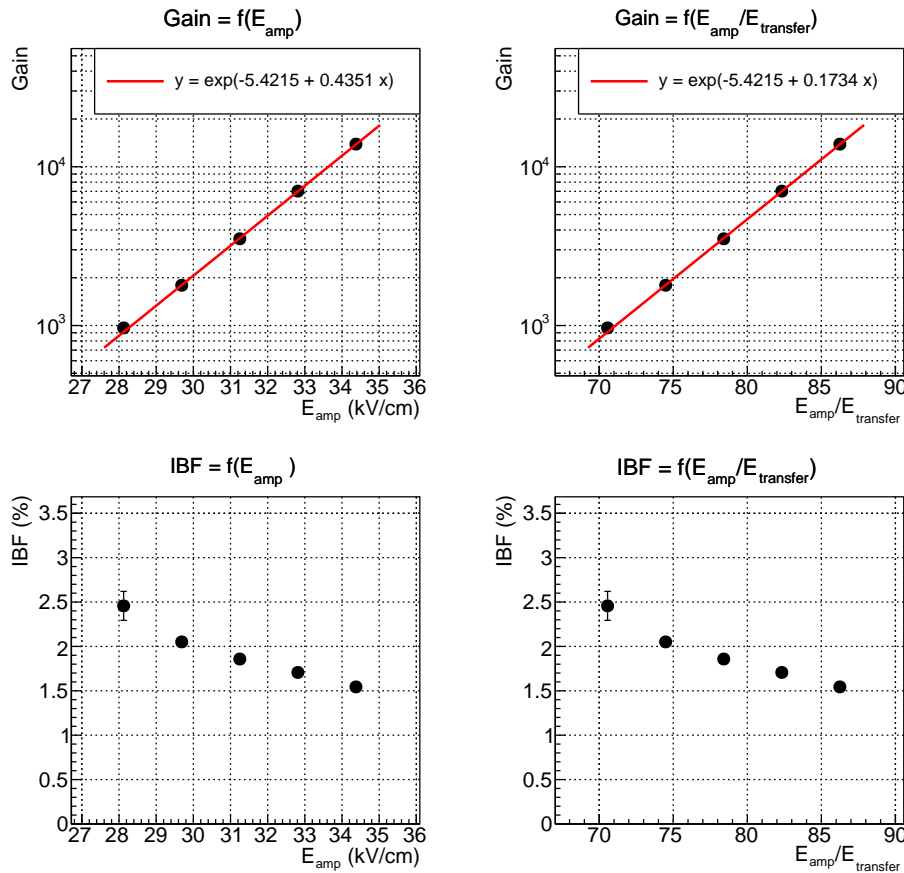 Gain = f(E_amp)
Gain
y = exp(-5.4215 + 0.4351 x)
10^4
10^3
27 28 29 30 31 32 33 34 35 36
E_amp (kV/cm)
Gain = f(E_amp/E_transfer)
Gain
y = exp(-5.4215 + 0.1734 x)
10^4
10^3
70 75 80 85 90
E_amp/E_transfer
IBF = f(E_amp )
IBF (%)
3.5
3
2.5
2
1.5
1
0.5
0
27 28 29 30 31 32 33 34 35 36
E_amp (kV/cm)
IBF = f(E_amp/E_transfer)
IBF (%)
3.5
3
2.5
2
1.5
1
0.5
0
70 75 80 85 90
E_amp/E_transfer